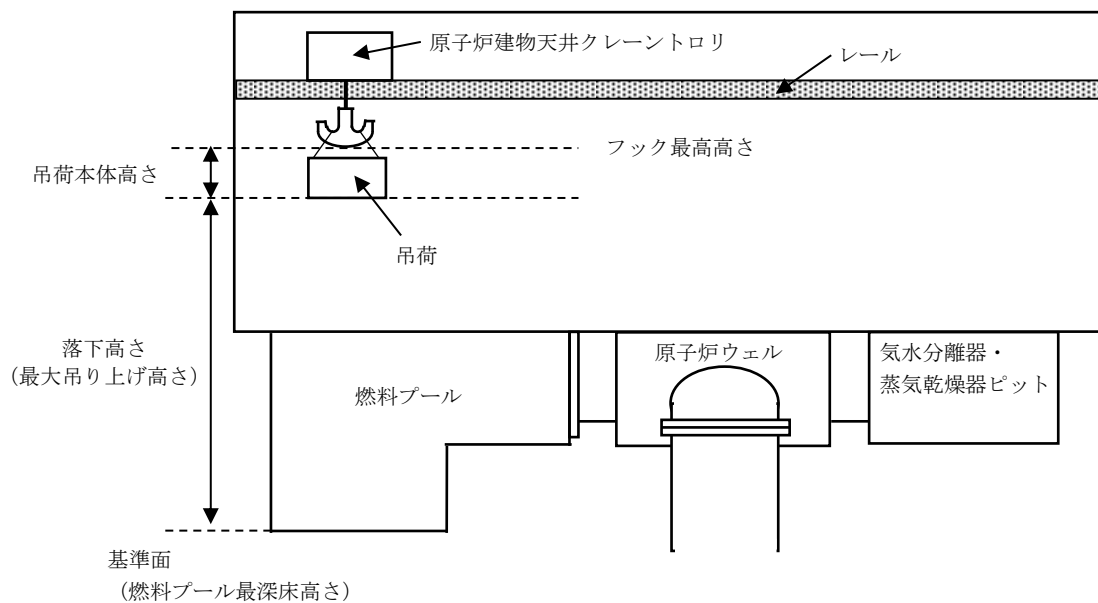 原子炉建物天井クレーントロリ
レール
フック最高高さ
吊荷本体高さ
吊荷
落下高さ
(最大吊り上げ高さ)
燃料プール
原子炉ウェル
気水分離器・
蒸気乾燥器ピット
基準面
(燃料プール最深床高さ)